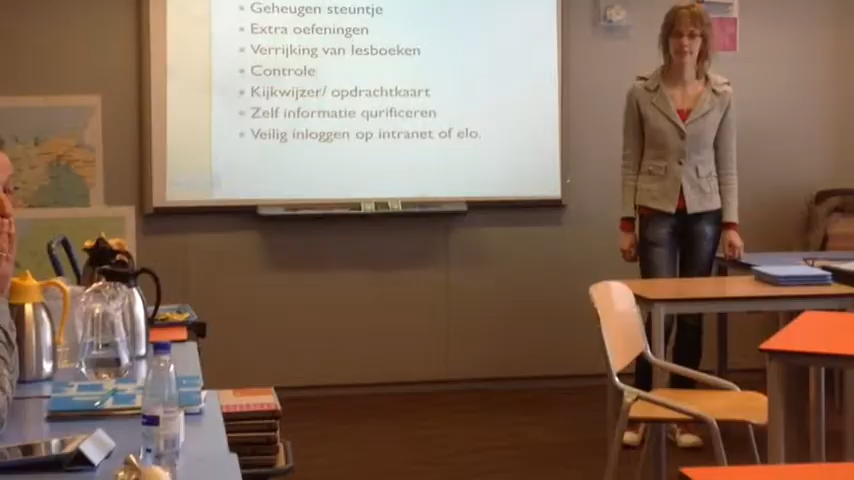 Geheugen steuntje
Extra oefeningen
Verrijking van lesboeken
Controle
Kijkwijzer/ opdrachtkaart
Zelf informatie qurificeren
Veilig inloggen op intranet of elo.